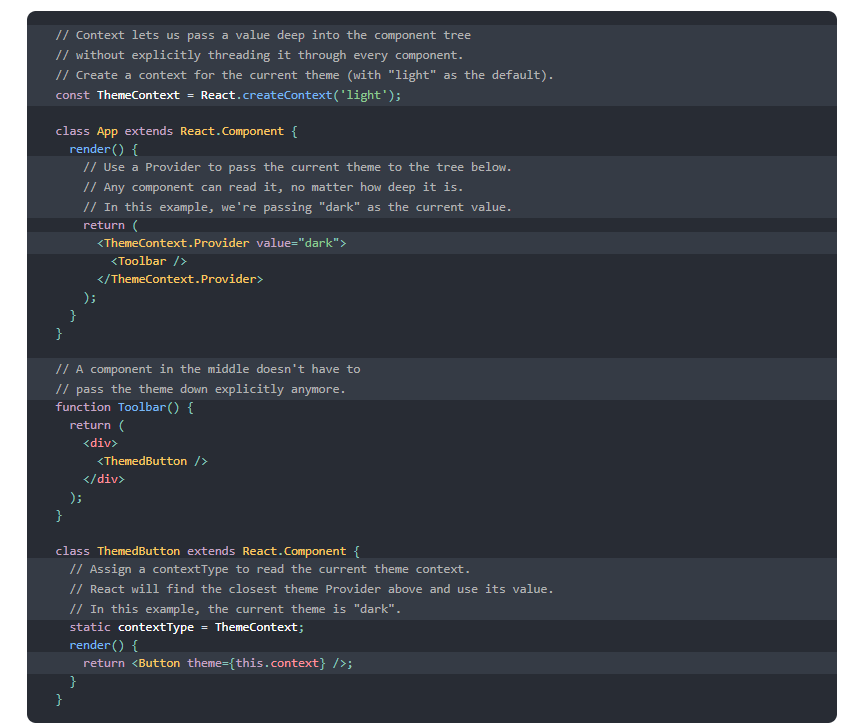 // Context lets us pass a value deep into the component tree
// without explicitly threading it through every component.
// Create a context for the current theme (with "light" as the default).
const ThemeContext = React.createContext('light');
class App extends React.Component {
render() {
// Use a Provider to pass the current theme to the tree below.
// Any component can read it, no matter how deep it is.
// In this example, we're passing "dark" as the current value.
return (
<ThemeContext.Provider value="dark">
<Toolbar />
</ThemeContext.Provider>
);
}
}
// A component in the middle doesn't have to
// pass the theme down explicitly anymore.
function Toolbar() {
return (
<div>
<ThemedButton />
</div>
);
}
class ThemedButton extends React.Component {
// Assign a contextType to read the current theme context.
// React will find the closest theme Provider above and use its value.
// In this example, the current theme is "dark".
static contextType = ThemeContext;
render() {
return <Button theme={this.context} />;
}
}